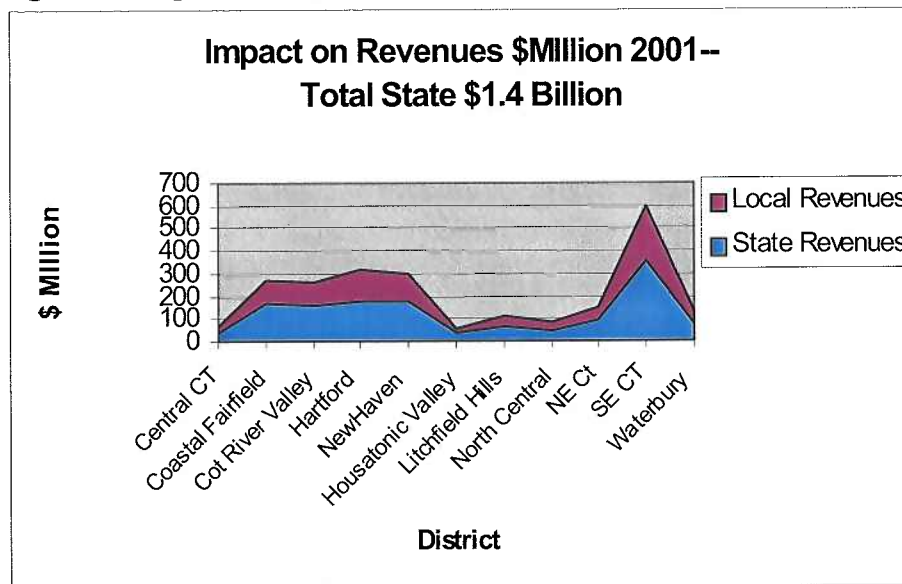 Impact on Revenues $MIllion 2001--
Total State $1.4 Billion
$ MIllion
700
600
500
400
300
200
100
0
Local Revenues
State Revenues
Central CT
Coastal Fairfield
Cot River Valley
Hartford
NewHaven
Housatonic Valley
Litchfield Hills
North Central
NE Ct
SE CT
Waterbury
District